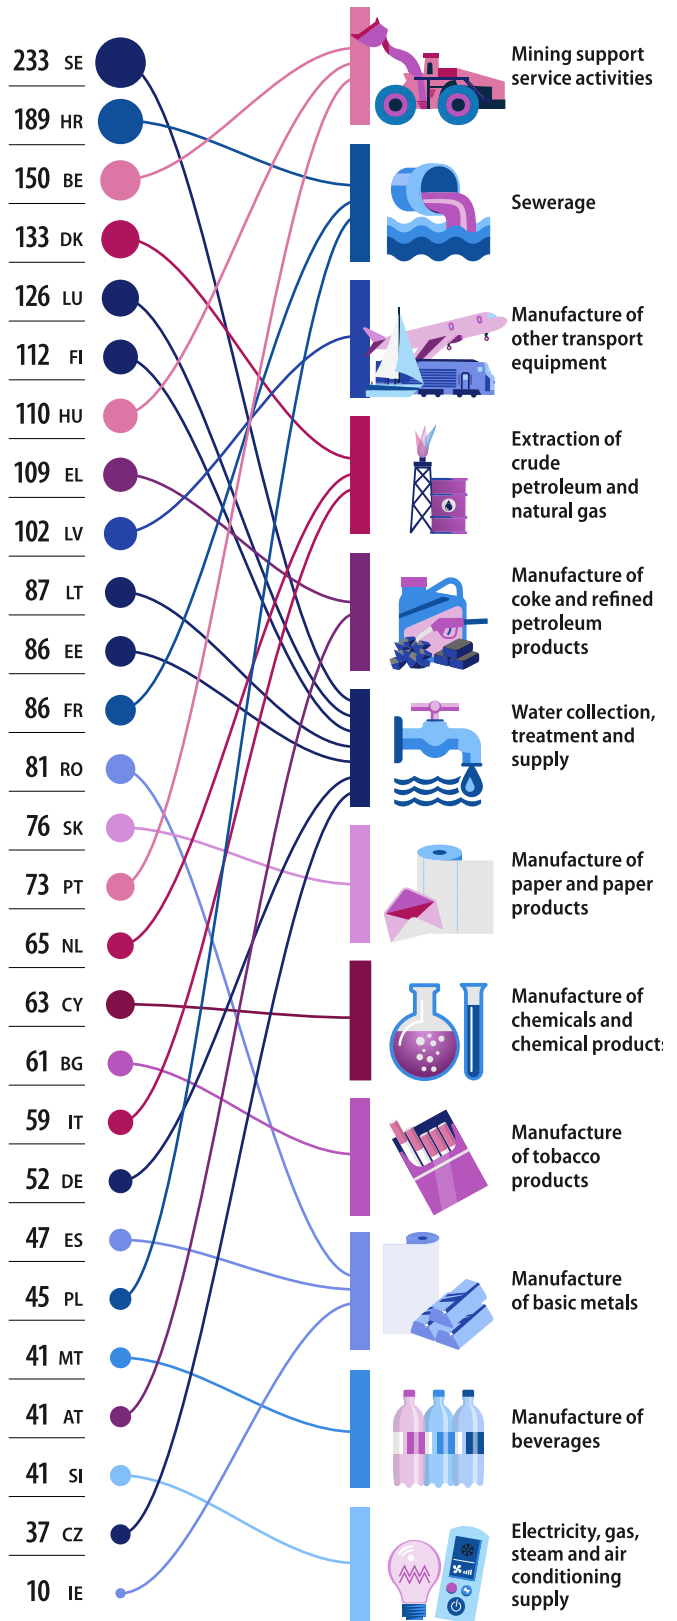 233 SE
189 HR
150 BE
133 DK
126 LU
112 FI
110 HU
109 EL
102 LV
87 LT
86 EE
86 FR
81 RO
76 SK
73 PT
65 NL
63 CY
61 BG
59 IT
52 DE
47 ES
45 PL
41 MT
41 AT
41 SI
37 CZ
10 IE
Mining support
service activities
Sewerage
Manufacture of
other transport
equipment
Extraction of
crude
petroleum and
natural gas
Manufacture of
coke and refined
petroleum
products
Water collection,
treatment and
supply
Manufacture of
paper and paper
products
Manufacture of
chemicals and
chemical products
Manufacture
of tobacco
products
Manufacture
of basic metals
Manufacture of
beverages
Electricity, gas,
steam and air
conditioning
supply